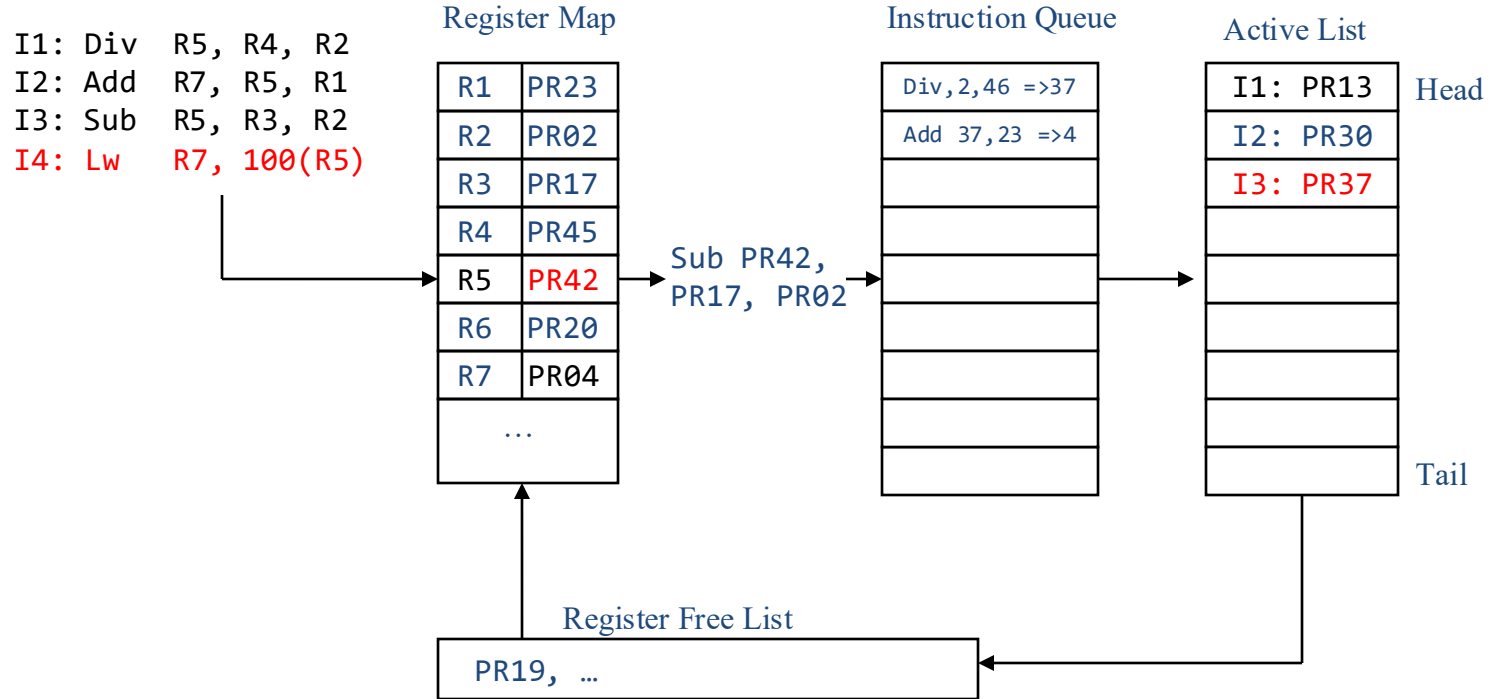 Register Map
Instruction Queue
Active List
I1: Div R5, R4, R2
I2: Add R7, R5, R1
I3: Sub R5, R3, R2
I4: Lw R7, 100(R5)
R1 PR23
R2 PR02
R3 PR17
R4 PR45
R5 PR42
R6 PR20
R7 PR04
…
Sub PR42,
PR17, PR02
Div,2,46 =>37
Add 37,23 =>4
I1: PR13
I2: PR30
I3: PR37
Head
Tail
Register Free List
PR19, …